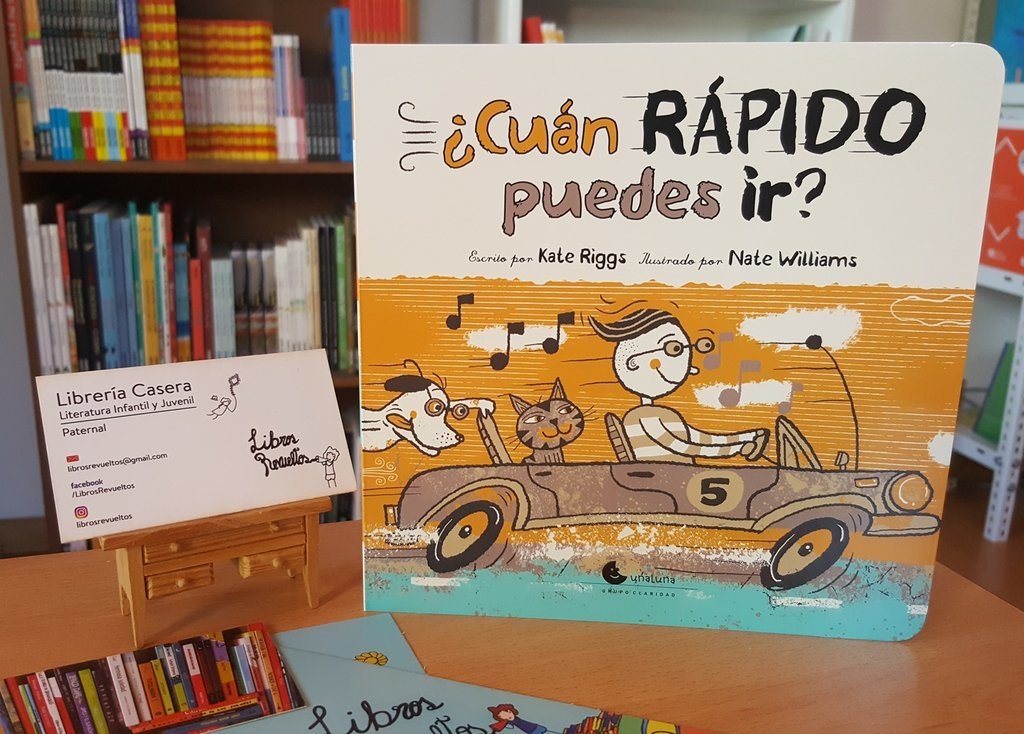 ¿Cuán RÁPIDO
puedes ir?
Escrito por Kate Riggs Ilustrado por Nate Williams
5
unaLuna
GRUPO CLARIDAD
Librería Casera
Literatura Infantil y Juvenil
Paternal
librosrevueltos@gmail.com
facebook
/LibrosRevueltos
librosrevueltos
Libros
Revueltos
Libros